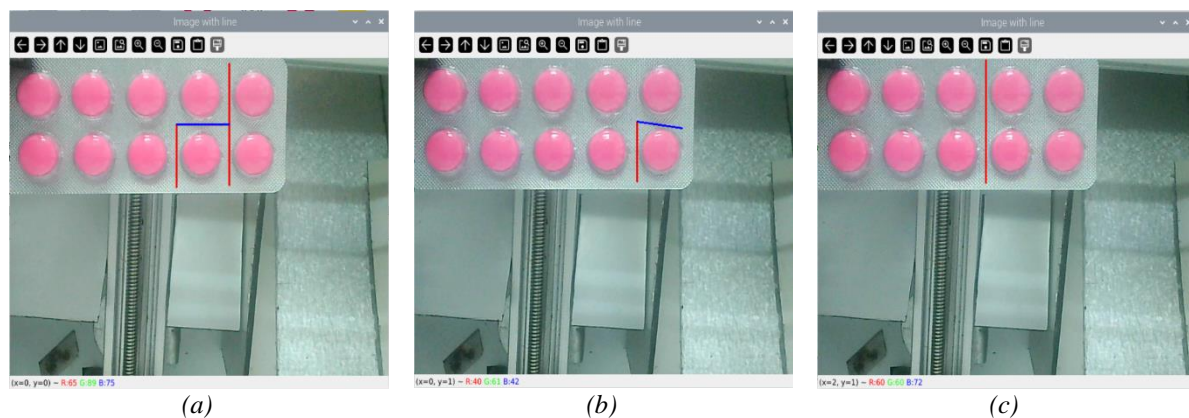 Image with line
Image with line
Image with line
(x=0, y=0) ~ R:65 G:89 B:75
(x=0, y=1) ~ R:40 G:61 B:42
(x=2, y=1) ~ R:60 G:60 B:72
(a)
(b)
(c)